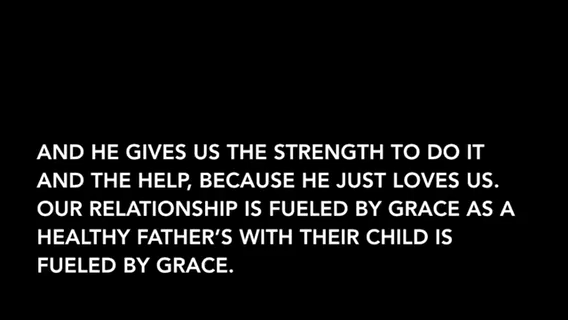 AND HE GIVES US THE STRENGTH TO DO IT
AND THE HELP, BECAUSE HE JUST LOVES US.
OUR RELATIONSHIP IS FUELED BY GRACE AS A
HEALTHY FATHER’S WITH THEIR CHILD IS
FUELED BY GRACE.